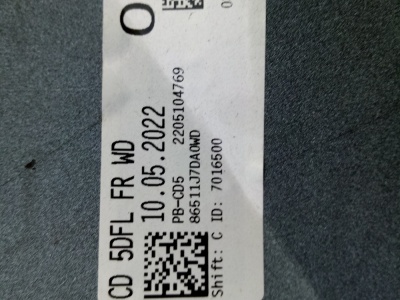 CD 5DFL FR WD
10.05.2022
PB-CD5 2205104769
86511J7DA0WD
Shift: C ID: 7016500
O